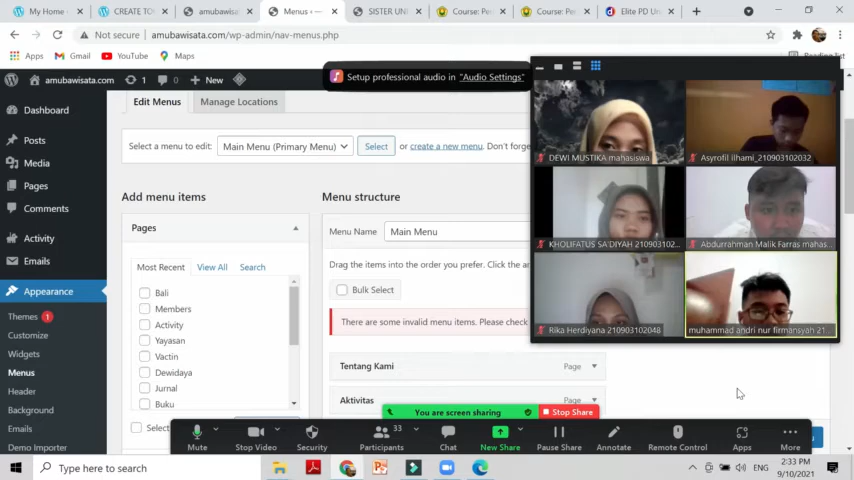 My Home
CREATE TO
amubawisata
Menus ‹ —
SISTER UNI
Course: Per
Course: Per
Elite PD Ur
Not secure
amubawisata.com/wp-admin/nav-menus.php
Update
Apps
Gmail
YouTube
Maps
Reading list
amubawisata.com
1
0
New
Setup professional audio in "Audio Settings"
Dashboard
Posts
Media
Pages
Comments
Activity
Emails
Appearance
Themes 1
Customize
Widgets
Menus
Header
Background
Emails
Demo Importer
Edit Menus
Manage Locations
Select a menu to edit:
Main Menu (Primary Menu)
Select
or create a new menu. Don't forge
Add menu items
Menu structure
Pages
Most Recent
View All
Search
Bali
Members
Activity
Yayasan
Vactin
Dewidaya
Jurnal
Buku
Select
Menu Name
Main Menu
Drag the items into the order you prefer. Click the ar
Bulk Select
There are some invalid menu items. Please check
Tentang Kami
Page
Aktivitas
Page
DEWI MUSTIKA mahasiswa
Asyrofil ilhami_210903102032
KHOLIFATUS SA'DIYAH 210903102...
Abdurrahman Malik Farras mahas...
Rika Herdiyana 210903102048
muhammad andri nur firmansyah 21...
You are screen sharing
Stop Share
33
Mute
Stop Video
Security
Participants
Chat
New Share
Pause Share
Annotate
Remote Control
Apps
More
Type here to search
ENG
2:33 PM
9/10/2021